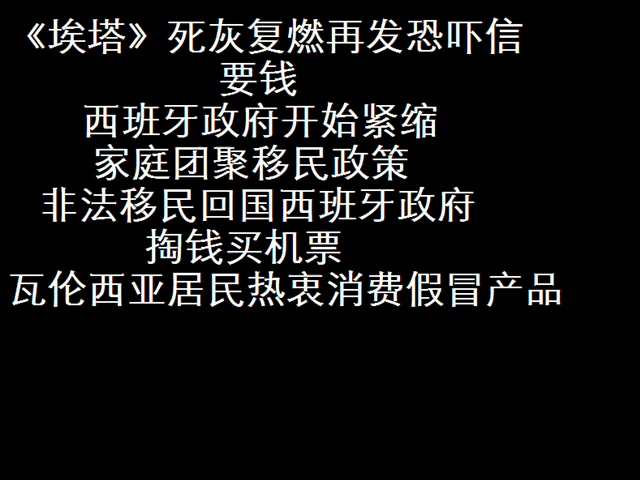 《埃塔》死灰复燃再发恐吓信
要钱
西班牙政府开始紧缩
家庭团聚移民政策
非法移民回国西班牙政府
掏钱买机票
瓦伦西亚居民热衷消费假冒产品